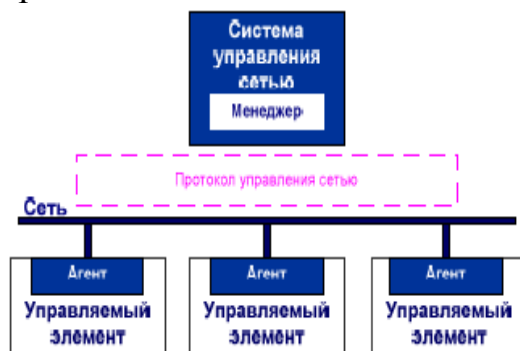 Система
управления
сетью
Менеджер
Протокол управления сетью
Сеть
Агент Агент Агент
Управляемый Управляемый Управляемый
элемент элемент элемент